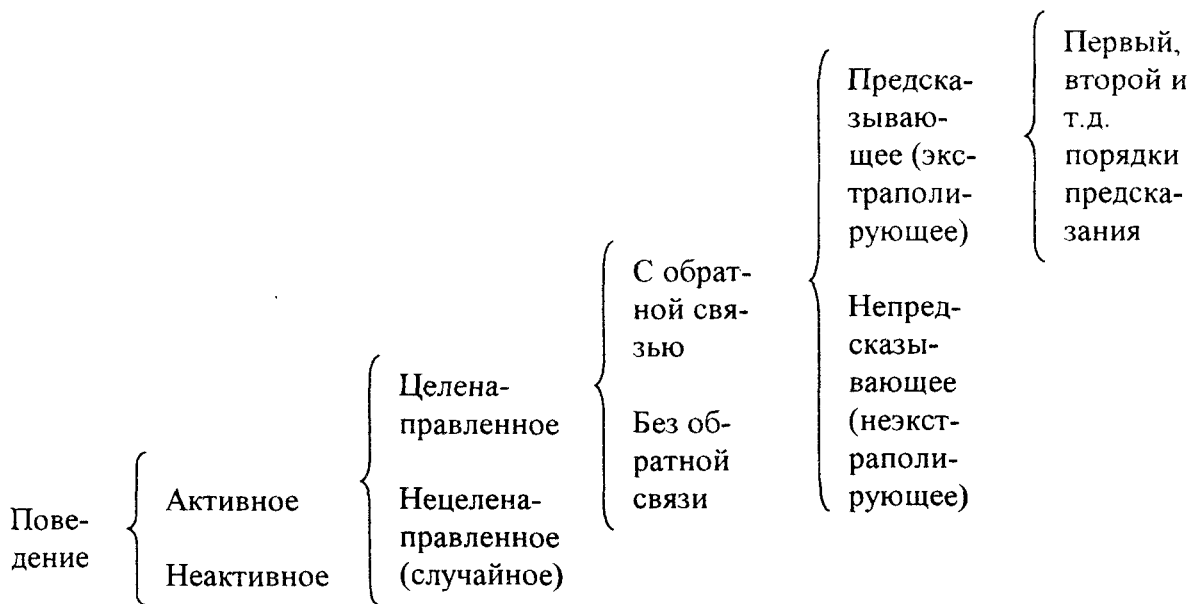 Пове-
дение
Активное
Неактивное
Целена-
правленное
Нецелена-
правленное
(случайное)
С обрат-
ной свя-
зью
Без об-
ратной
связи
Предска-
зываю-
щее (экс-
траполи-
рующее)
Непред-
сказы-
вающее
(неэкст-
раполи-
рующее)
Первый,
второй и
т.д.
порядки
предска-
зания